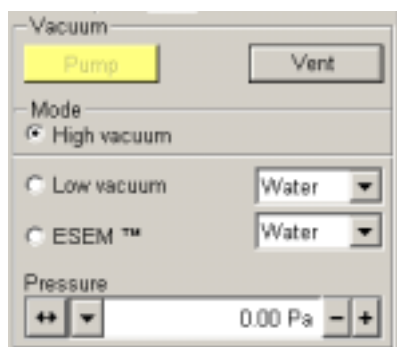 Vacuum
Pump Vent
Mode
High vacuum
Low vacuum Water
ESEM ™ Water
Pressure
0.00 Pa - +